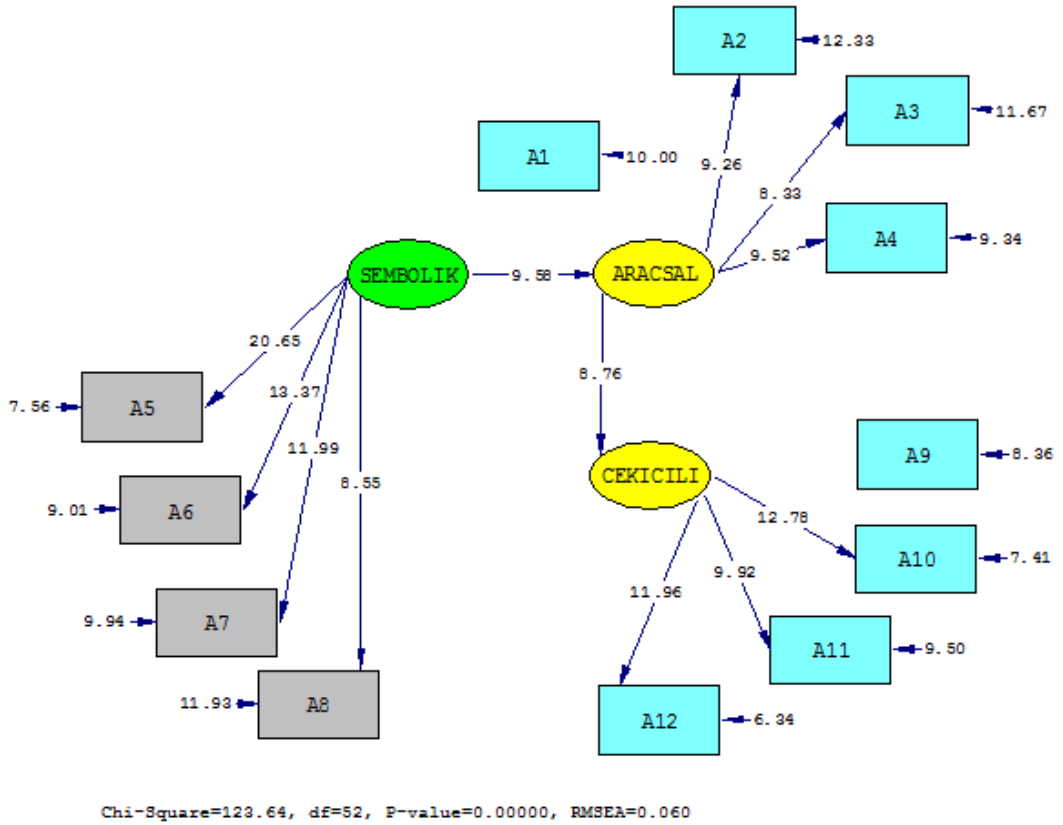 A2
12.33
A3
11.67
A1
10.00
9.26
8.33
A4
9.34
9.52
SEMBOLIK
9.58
ARACSAL
20.65
8.76
7.56
A5
13.37
11.99
8.55
A9
8.36
CEKICILI
9.01
A6
12.78
A10
7.41
11.96
9.92
9.94
A7
A11
9.50
11.93
A8
A12
6.34
Chi-Square=123.64, df=52, P-value=0.00000, RMSEA=0.060